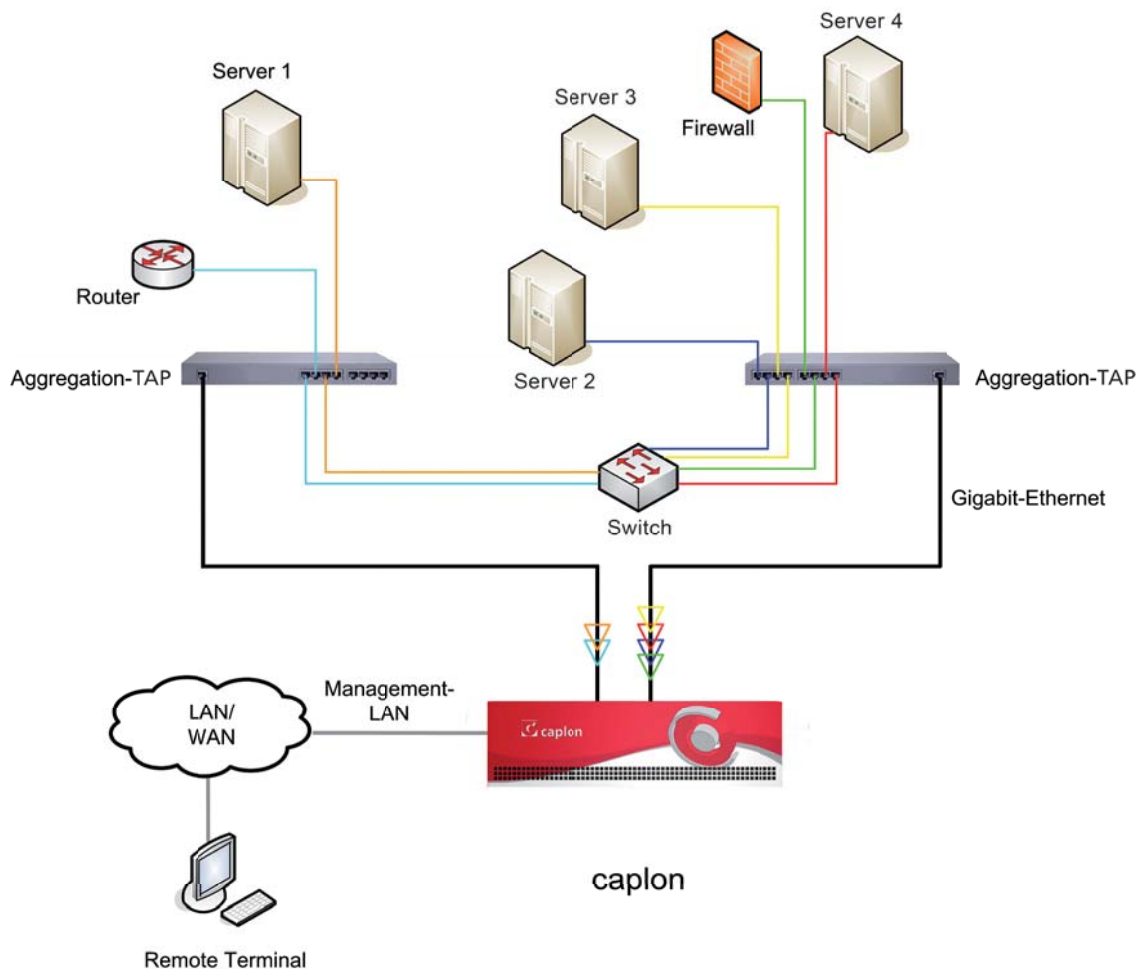 Server 4
Server 1
Server 3
Firewall
Router
Aggregation-TAP
Server 2
Aggregation-TAP
Gigabit-Ethernet
Switch
Management-
LAN
LAN/
WAN
caplon
caplon
Remote Terminal